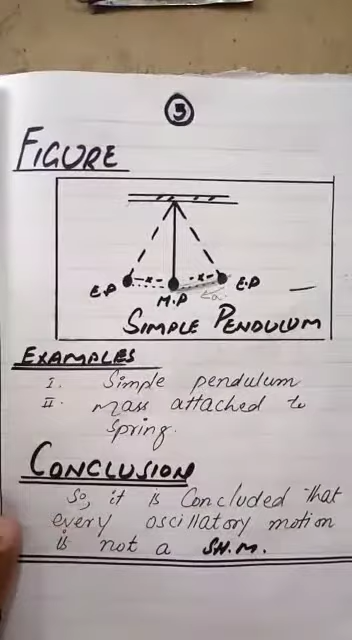 3
FIGURE
x x
E.P E.P
M.P a
SIMPLE PENDULUM
EXAMPLES
I. Simple pendulum
II. mass attached to
spring.
CONCLUSION
So, it is Concluded that
every oscillatory motion
is not a SH.M.